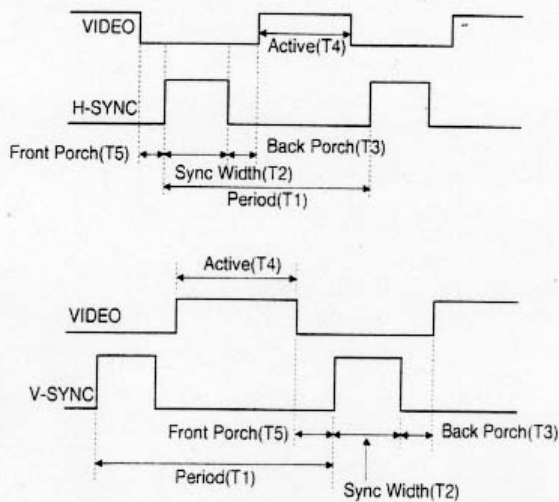 VIDEO
Active(T4)
H-SYNC
Front Porch(T5)
Back Porch(T3)
Sync Width(T2)
Period(T1)
Active(T4)
VIDEO
V-SYNC
Front Porch(T5)
Back Porch(T3)
Period(T1)
Sync Width(T2)